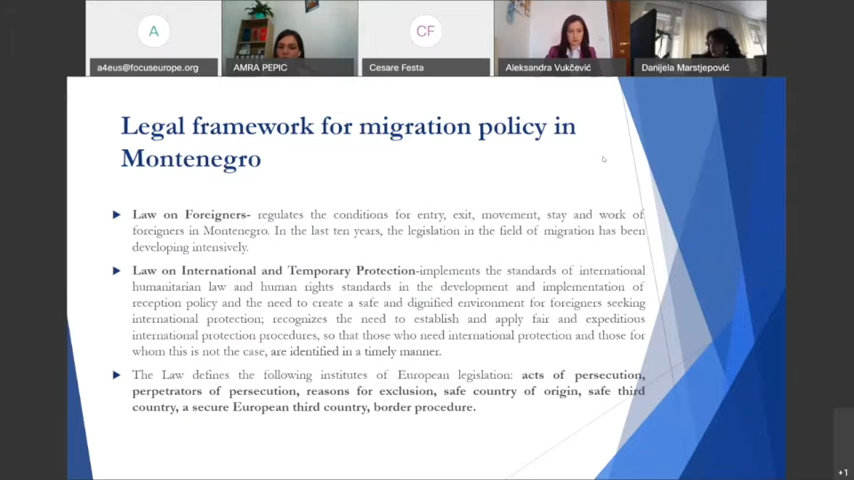 A
CF
a4eus@focuseurope.org
AMRA PEPIC
Cesare Festa
Aleksandra Vukčević
Danijela Marstjepović
Legal framework for migration policy in
Montenegro
Law on Foreigners- regulates the conditions for entry, exit, movement, stay and work of
foreigners in Montenegro. In the last ten years, the legislation in the field of migration has been
developing intensively.
Law on International and Temporary Protection-implements the standards of international
humanitarian law and human rights standards in the development and implementation of
reception policy and the need to create a safe and dignified environment for foreigners seeking
international protection; recognizes the need to establish and apply fair and expeditious
international protection procedures, so that those who need international protection and those for
whom this is not the case, are identified in a timely manner.
The Law defines the following institutes of European legislation: acts of persecution,
perpetrators of persecution, reasons for exclusion, safe country of origin, safe third
country, a secure European third country, border procedure.
+1